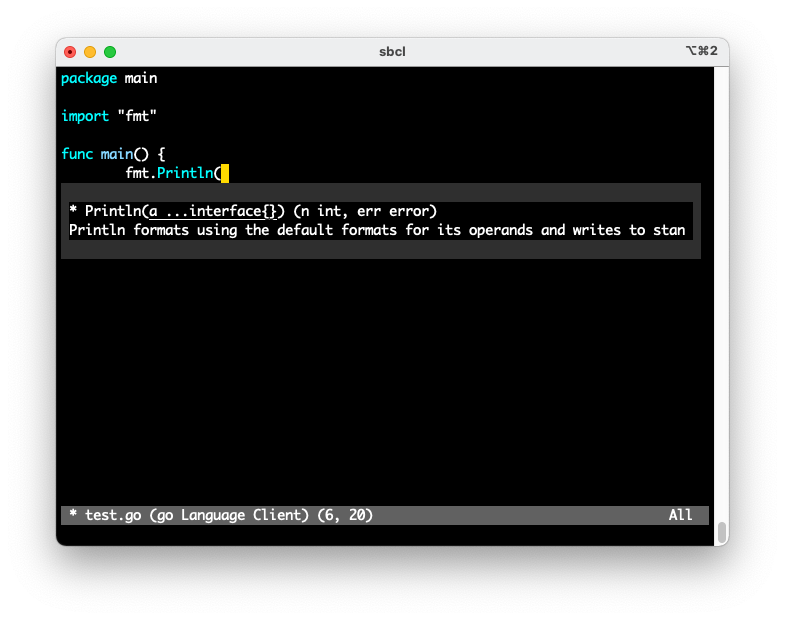 sbcl
⌥⌘2
package main
import "fmt"
func main() {
fmt.Println(
* Println(a ...interface{}) (n int, err error)
Println formats using the default formats for its operands and writes to stan
* test.go (go Language Client) (6, 20)
All